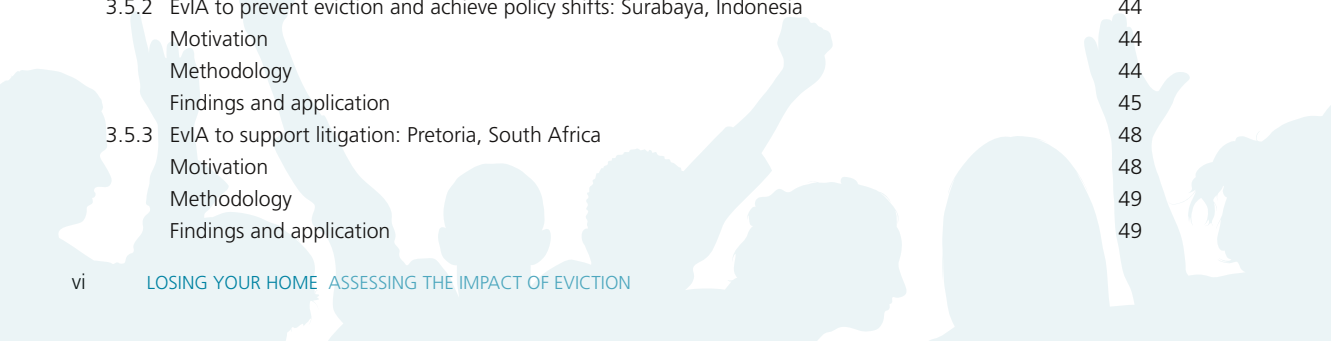 3.5.2 EvIA to prevent eviction and achieve policy shifts: Surabaya, Indonesia 44
Motivation 44
Methodology 44
Findings and application 45
3.5.3 EvIA to support litigation: Pretoria, South Africa 48
Motivation 48
Methodology 49
Findings and application 49
vi LOSING YOUR HOME ASSESSING THE IMPACT OF EVICTION